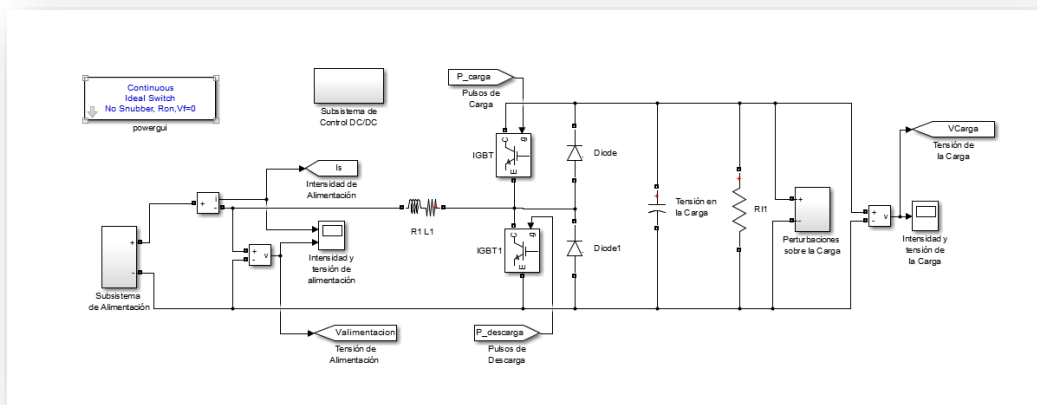 Continuous
Ideal Switch
No Snubber, Ron,Vf=0
powergui
Subsistema de
Control DC/DC
P_carga
Pulsos de
Carga
g
C
E
IGBT
Diode
Is
Intensidad de
Alimentación
+
-
i
R1 L1
Intensidad y
tensión de
alimentación
+
-
v
+
-
Subsistema
de Alimentación
Valimentacion
Tensión de
Alimentación
g
C
E
IGBT1
Diode1
P_descarga
Pulsos de
Descarga
+
Tensión en
la Carga
+
Rl1
+
--
Perturbaciones
sobre la Carga
+
-
v
VCarga
Tensión de
la Carga
Intensidad y
tensión de
la Carga